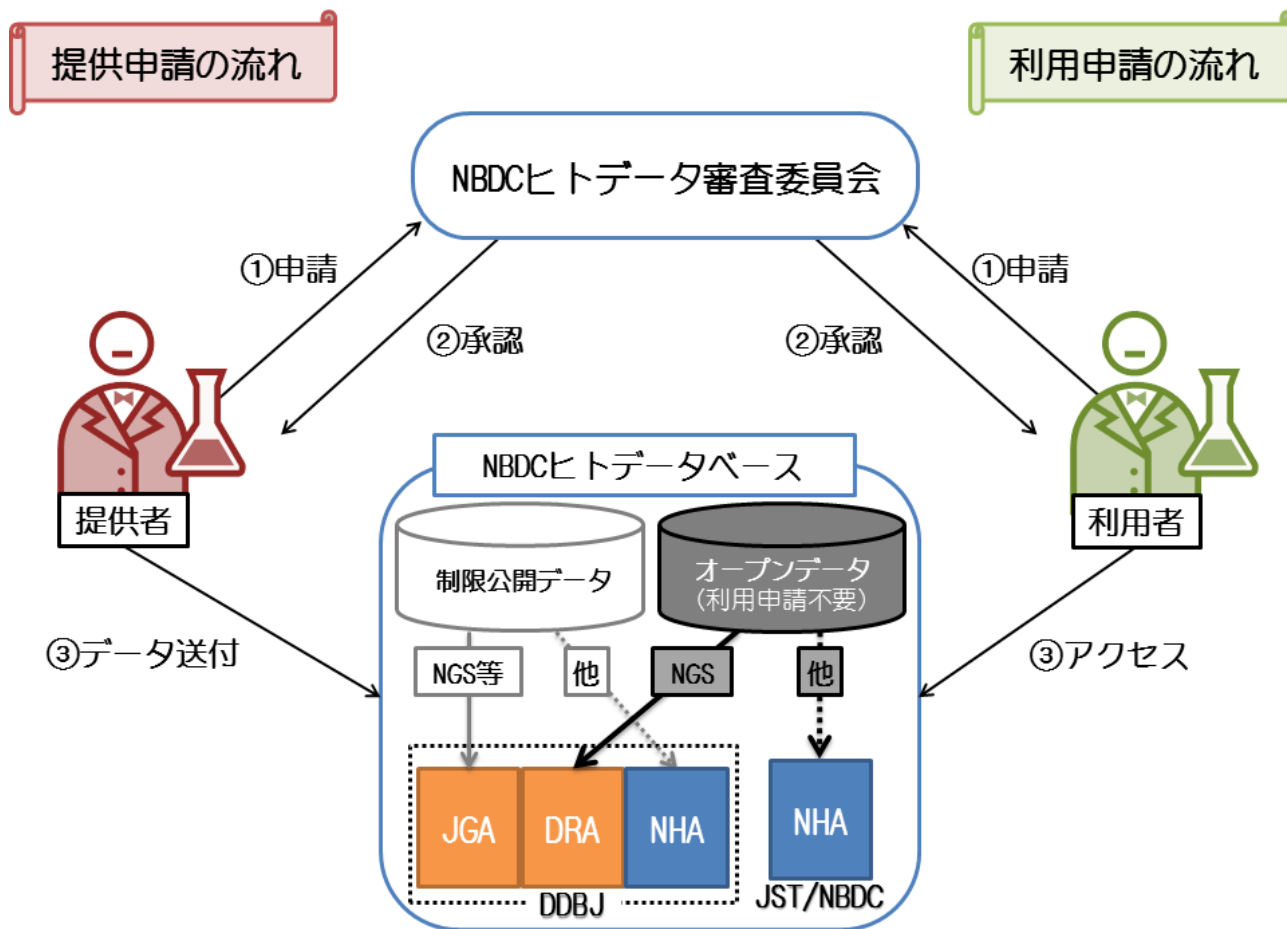 提供申請の流れ
利用申請の流れ
NBDCヒトデータ審査委員会
①申請
①申請
②承認
②承認
提供者
利用者
③データ送付
③アクセス
NBDCヒトデータベース
制限公開データ
オープンデータ
(利用申請不要)
NGS等
他
NGS
他
JGA
DRA
NHA
NHA
DDBJ
JST/NBDC